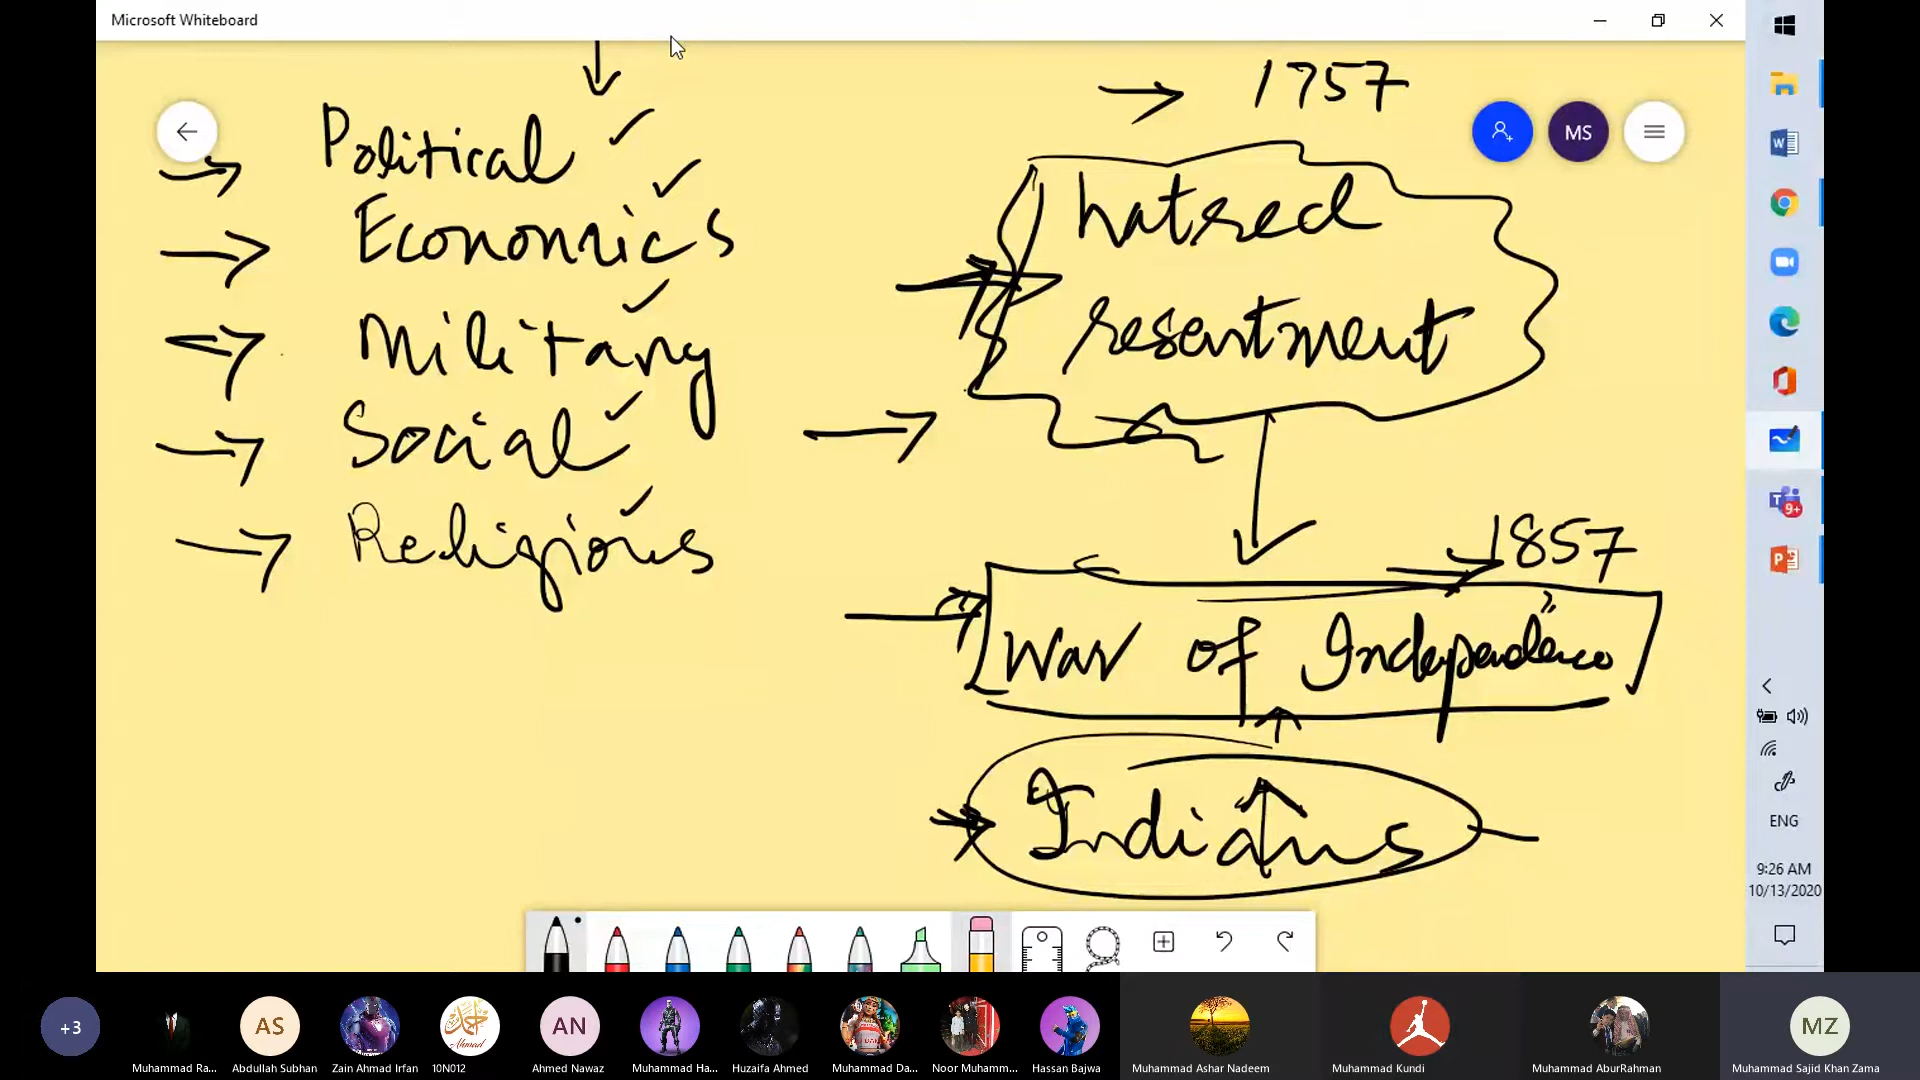 Microsoft Whiteboard
Political
Economics
Military
Social
Religious
1757
hatred
resentment
1857
War of Independence
Indians
MS
9+
ENG
9:26 AM
10/13/2020
+3
AS
AN
MZ
Ahmad
Muhammad Ra...
Abdullah Subhan
Zain Ahmad Irfan
10N012
Ahmed Nawaz
Muhammad Ha...
Huzaifa Ahmed
Muhammad Da...
Noor Muhamm...
Hassan Bajwa
Muhammad Ashar Nadeem
Muhammad Kundi
Muhammad AburRahman
Muhammad Sajid Khan Zama